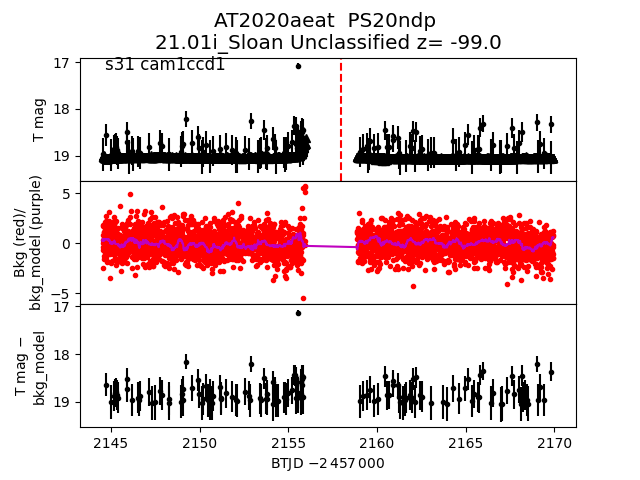 AT2020aeat  PS20ndp
21.01i_Sloan Unclassified z= -99.0
s31 cam1ccd1
T mag
17
18
19
Bkg (red)/
bkg_model (purple)
5
0
−5
T mag −
bkg_model
17
18
19
2145
2150
2155
2160
2165
2170
BTJD −2 457 000